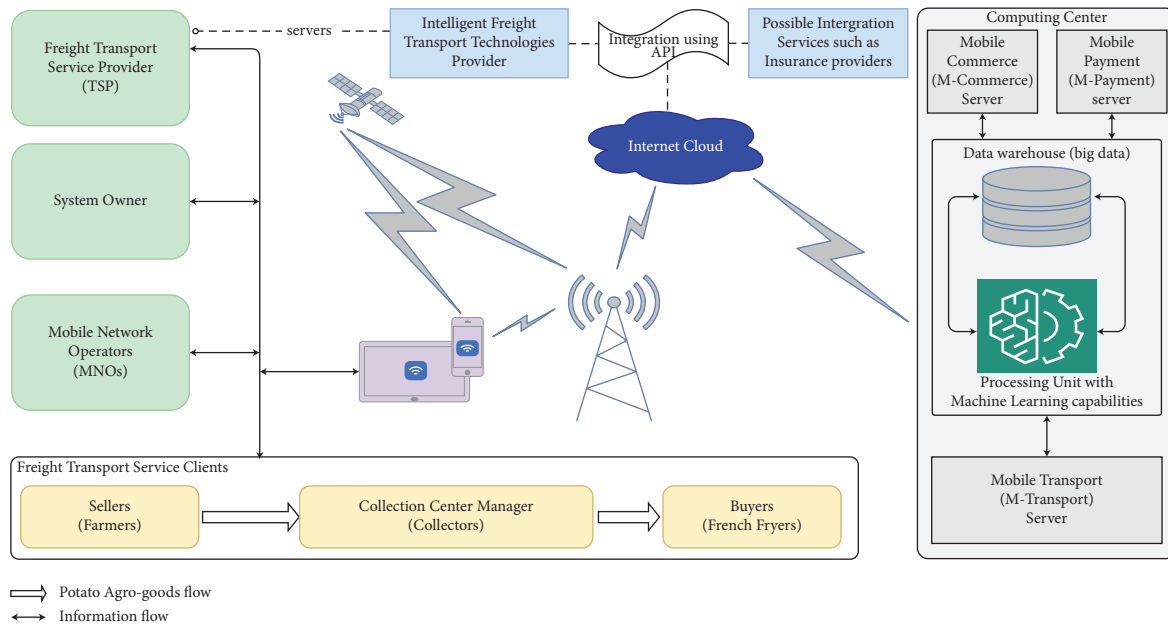 Freight Transport
Service Provider
(TSP)
servers
Intelligent Freight
Transport Technologies
Provider
Integration using
API
Possible Intergration
Services such as
Insurance providers
Computing Center
Mobile
Commerce
(M-Commerce)
Server
Mobile
Payment
(M-Payment)
server
System Owner
Internet Cloud
Data warehouse (big data)
Mobile Network
Operators
(MNOs)
Processing Unit with
Machine Learning capabilities
Mobile Transport
(M-Transport)
Server
Freight Transport Service Clients
Sellers
(Farmers)
Collection Center Manager
(Collectors)
Buyers
(French Fryers)
Potato Agro-goods flow
Information flow